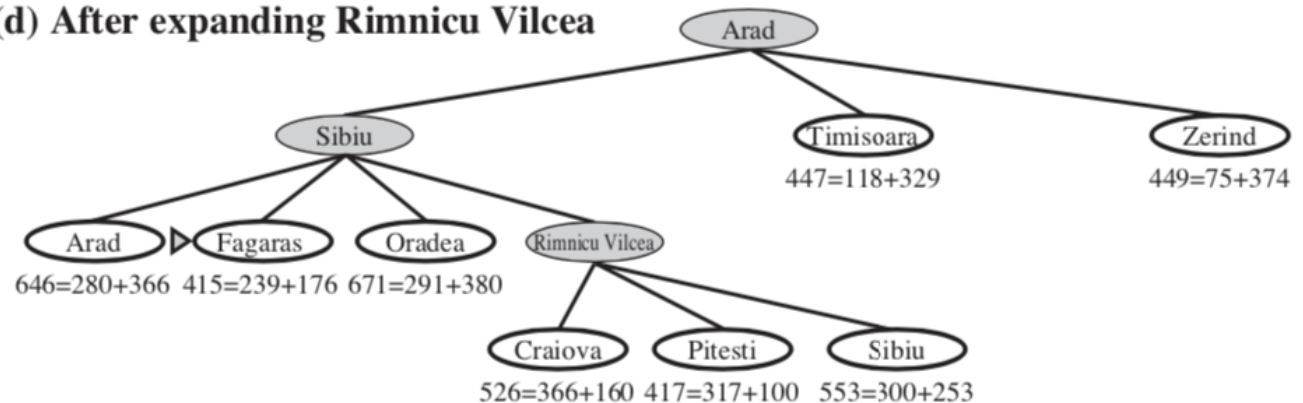 (d) After expanding Rimnicu Vilcea
Arad
Sibiu
Timisoara
Zerind
447=118+329
449=75+374
Arad
Fagaras
Oradea
Rimnicu Vilcea
646=280+366
415=239+176
671=291+380
Craiova
Pitesti
Sibiu
526=366+160
417=317+100
553=300+253